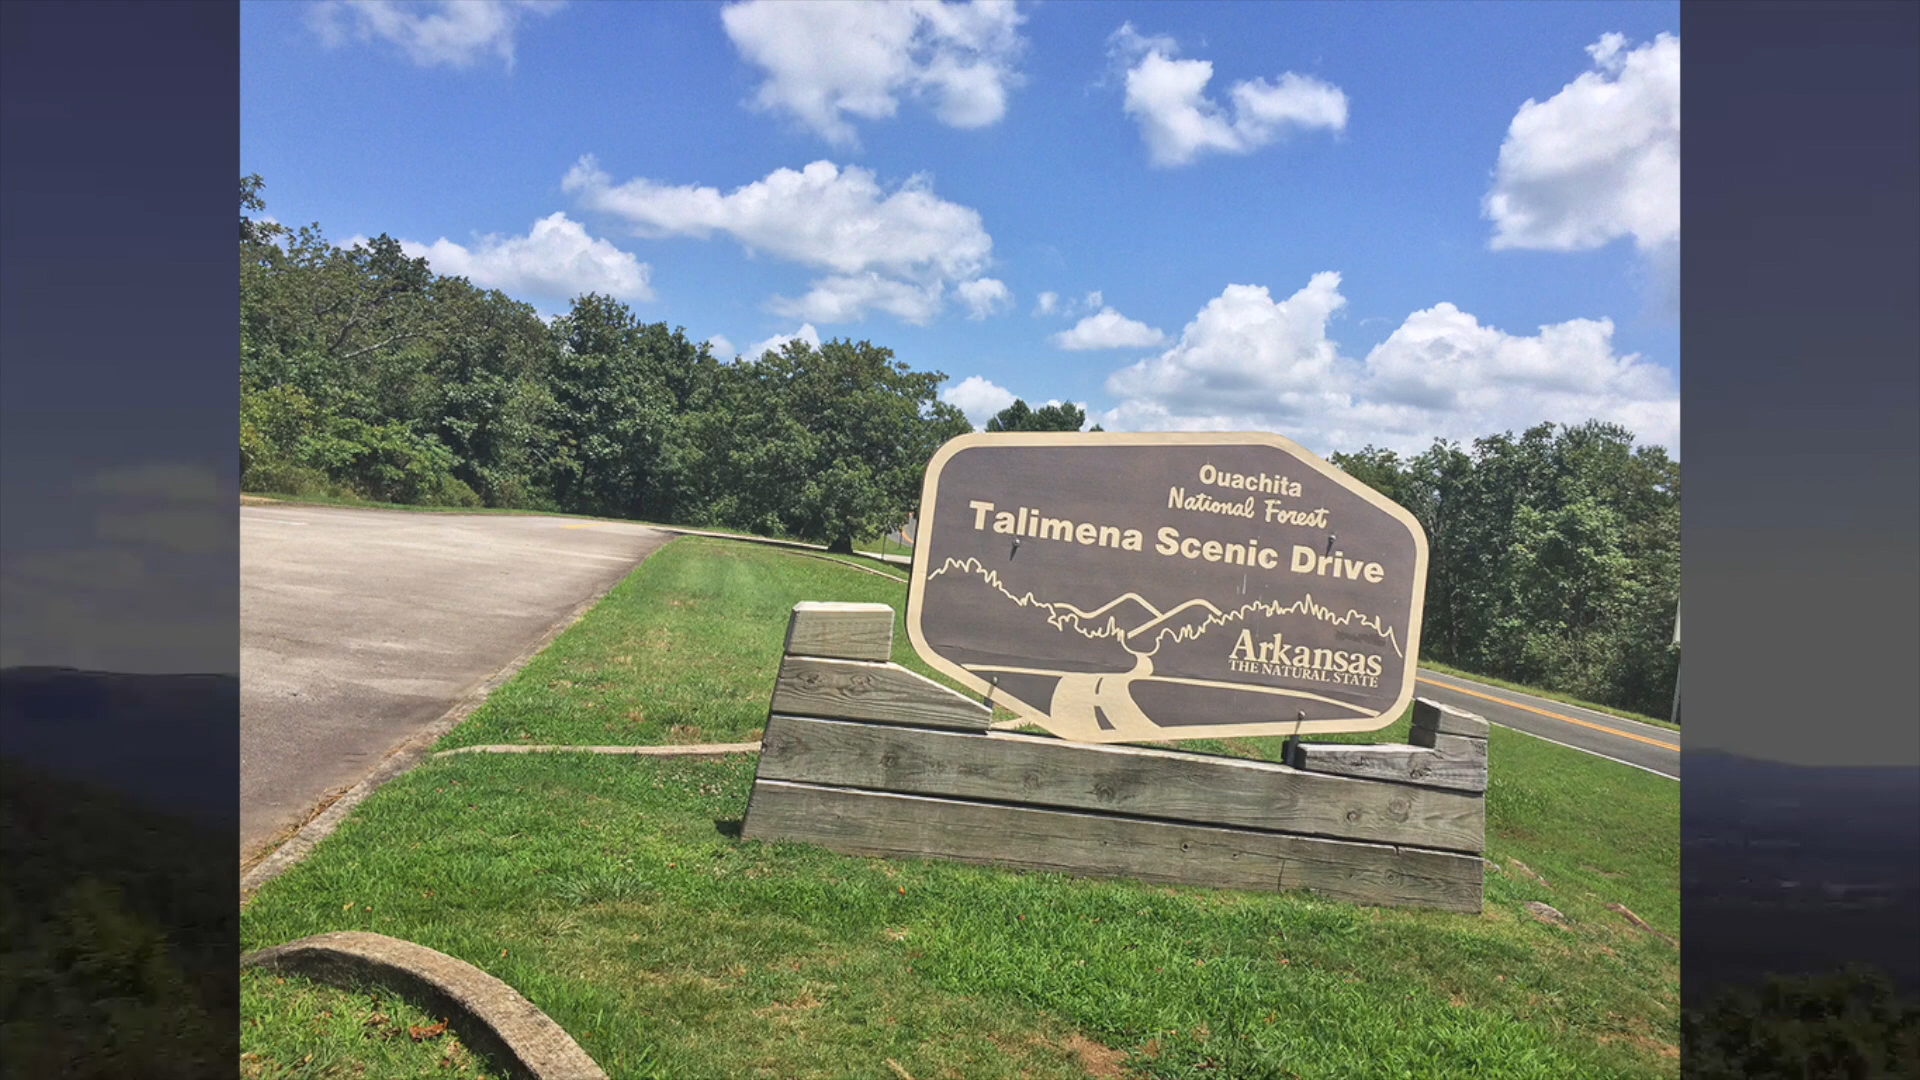 Ouachita
National Forest
Talimena Scenic Drive
Arkansas
THE NATURAL STATE